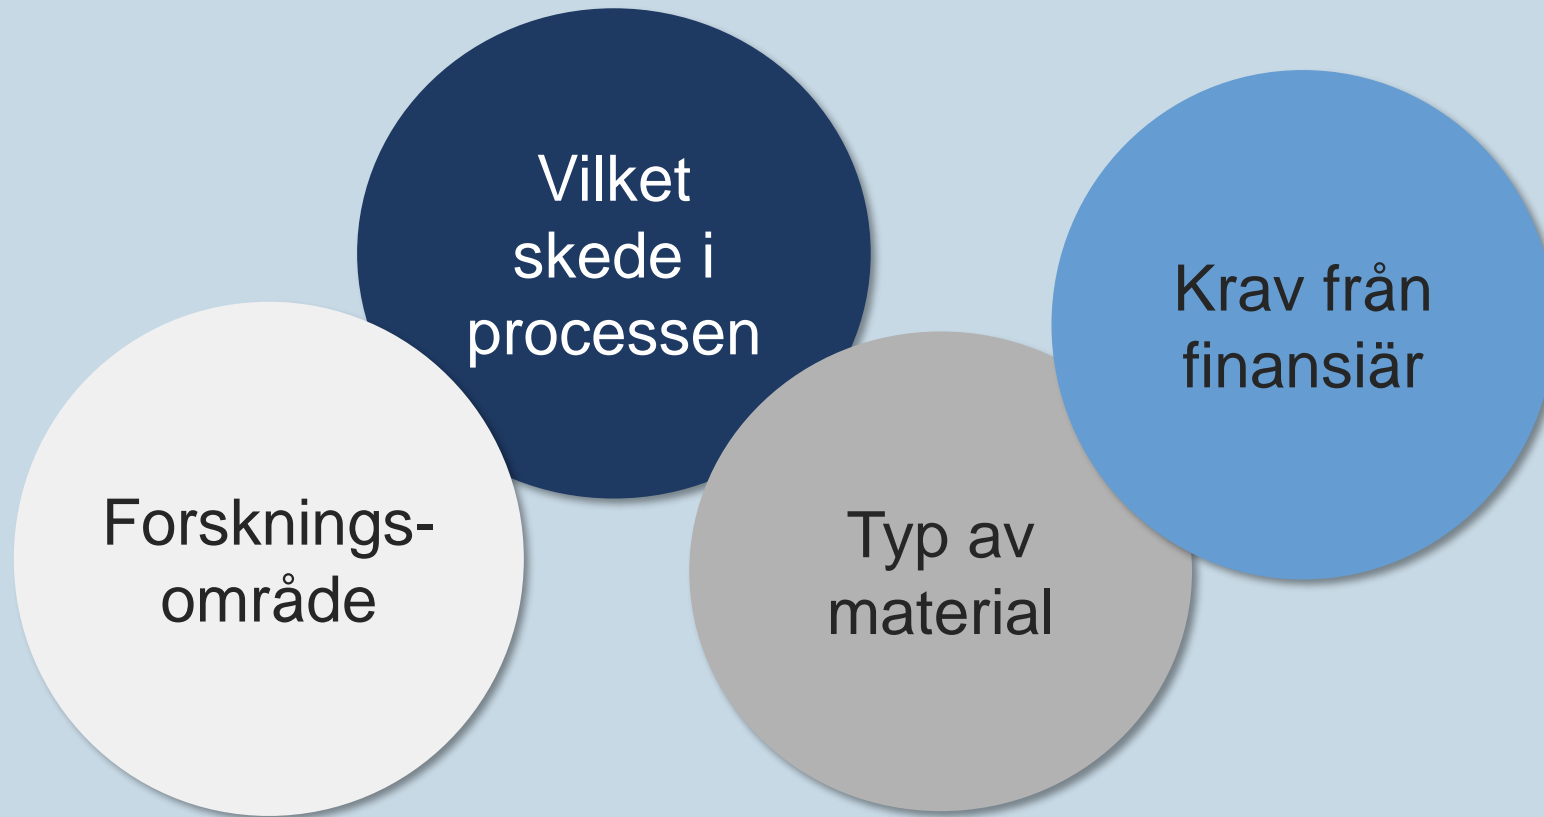 Vilket
skede i
processen
Krav från
finansiär
Forsknings-
område
Typ av
material